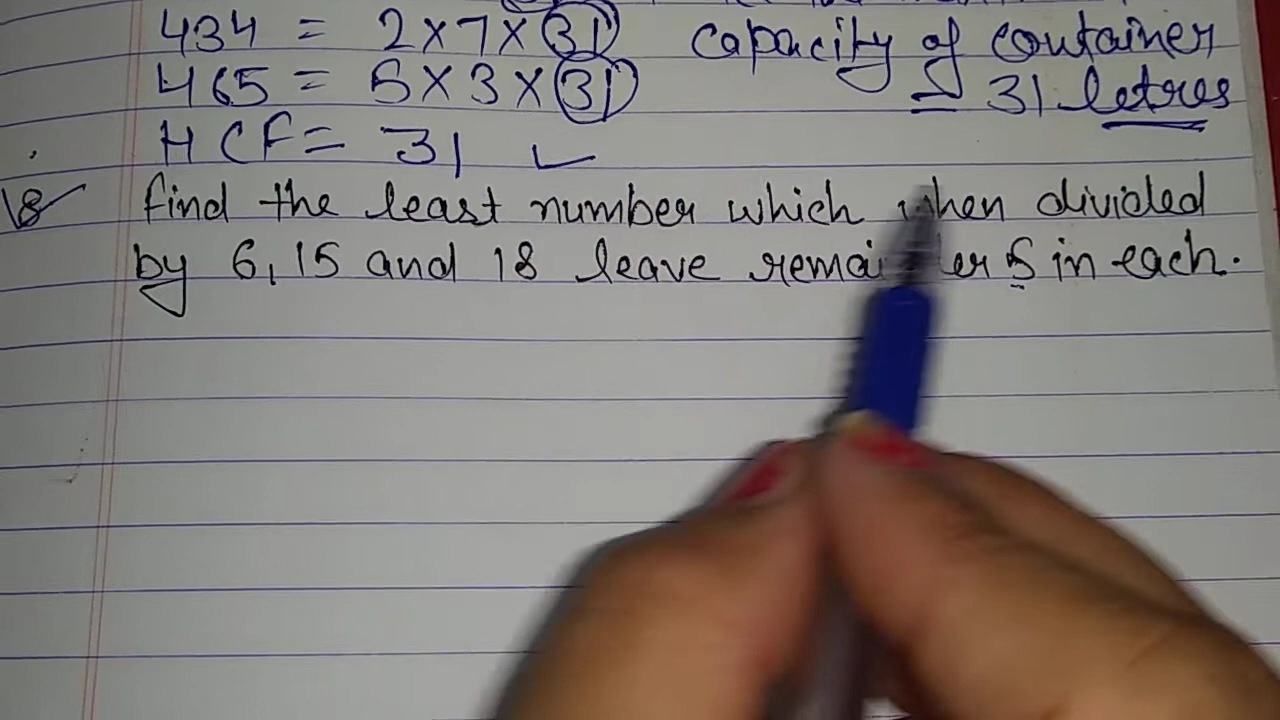 434 = 2×7×31 capacity of container
465 = 5×3×31 = 31 letres
HCF = 31 ✓
18 find the least number which when divided
by 6, 15 and 18 leave remainder 5 in each.